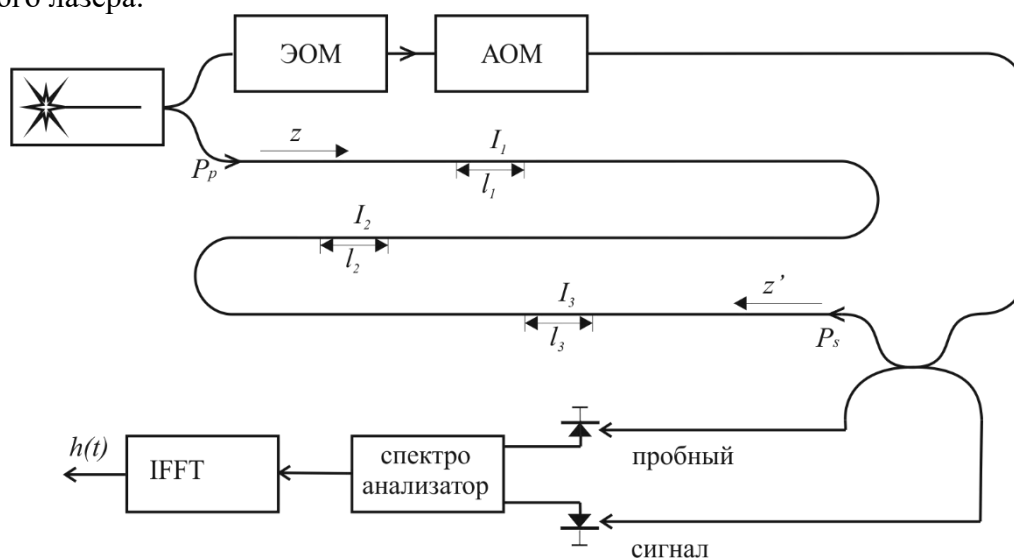 ого лазера.
ЭОМ
АОМ
z
I₁
Pₚ
l₁
I₂
l₂
z’
I₃
l₃
Pₛ
h(t)
IFFT
спектро
анализатор
пробный
сигнал